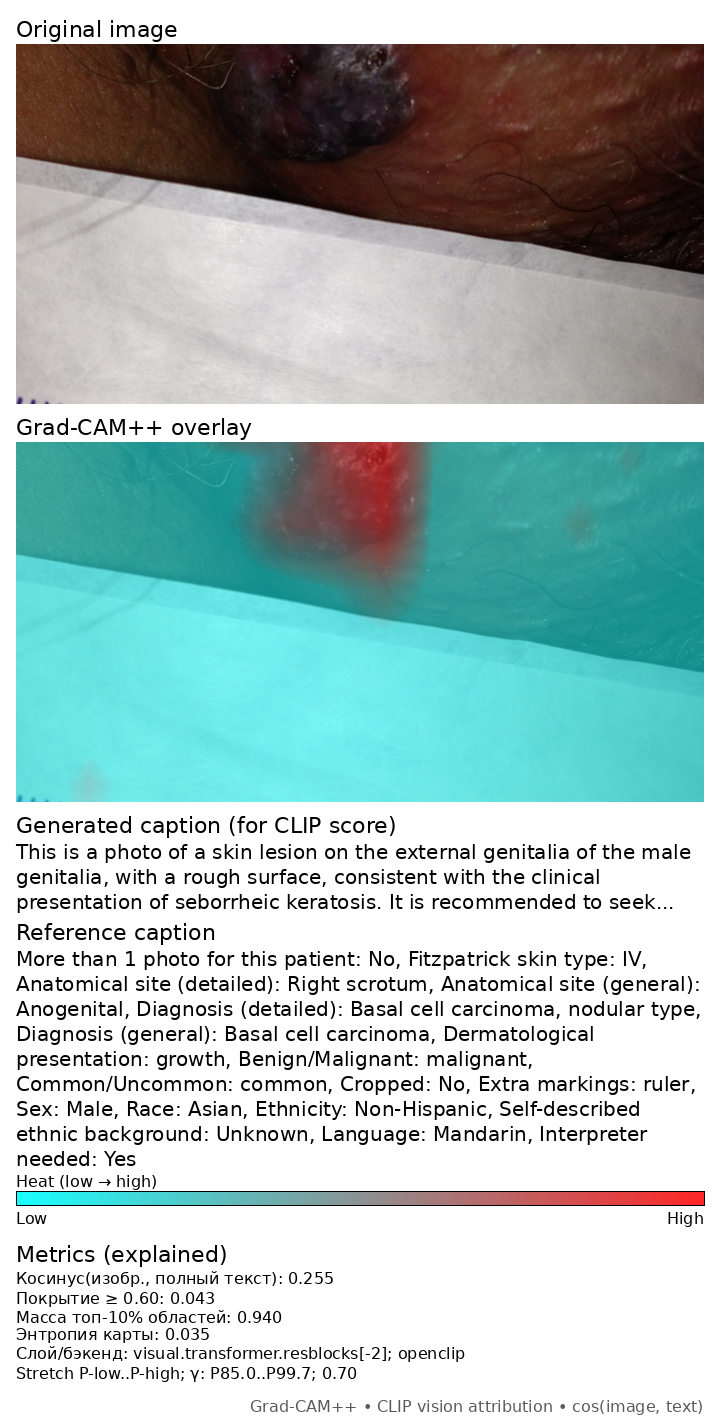 Original image
Grad-CAM++ overlay
Generated caption (for CLIP score)
This is a photo of a skin lesion on the external genitalia of the male
genitalia, with a rough surface, consistent with the clinical
presentation of seborrheic keratosis. It is recommended to seek...
Reference caption
More than 1 photo for this patient: No, Fitzpatrick skin type: IV,
Anatomical site (detailed): Right scrotum, Anatomical site (general):
Anogenital, Diagnosis (detailed): Basal cell carcinoma, nodular type,
Diagnosis (general): Basal cell carcinoma, Dermatological
presentation: growth, Benign/Malignant: malignant,
Common/Uncommon: common, Cropped: No, Extra markings: ruler,
Sex: Male, Race: Asian, Ethnicity: Non-Hispanic, Self-described
ethnic background: Unknown, Language: Mandarin, Interpreter
needed: Yes
Heat (low → high)
Low High
Metrics (explained)
Косинус(изобр., полный текст): 0.255
Покрытие ≥ 0.60: 0.043
Масса топ-10% областей: 0.940
Энтропия карты: 0.035
Слой/бэкенд: visual.transformer.resblocks[-2]; openclip
Stretch P-low..P-high; γ: P85.0..P99.7; 0.70
Grad-CAM++ • CLIP vision attribution • cos(image, text)